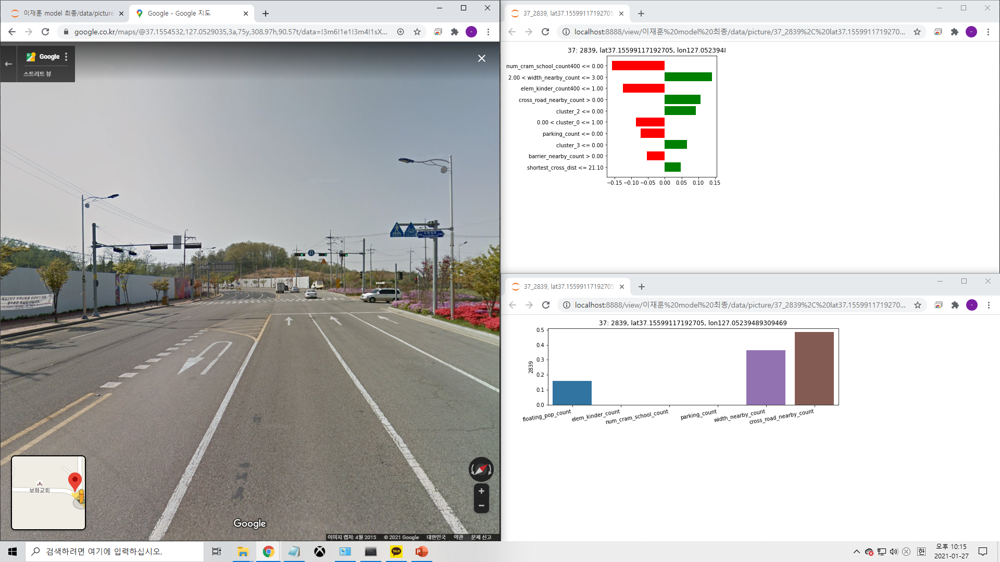 이재훈 model 최종/data/picture
Google - Google 지도
google.co.kr/maps/@37.1554532,127.0529035,3a,75y,308.97h,90.57t/data=!3m6!1e1!3m4!1sX...
Google
스트리트 뷰
보화교회
Google
이미지 캡처: 4월 2015 © 2021 Google 대한민국 약관 문제 신고
37_2839, lat37.15599117192705
localhost:8888/view/이재훈%20model%20최종/data/picture/37_2839%2C%20lat37.1559911719270...
37: 2839, lat37.15599117192705, lon127.0523948
num_cram_school_count400 <= 0.00
2.00 < width_nearby_count <= 3.00
elem_kinder_count400 <= 1.00
cross_road_nearby_count > 0.00
cluster_2 <= 0.00
0.00 < cluster_0 <= 1.00
parking_count <= 0.00
cluster_3 <= 0.00
barrier_nearby_count > 0.00
shortest_cross_dist <= 21.10
−0.15 −0.10 −0.05 0.00 0.05 0.10 0.15
37_2839, lat37.15599117192705
localhost:8888/view/이재훈%20model%20최종/data/picture/37_2839%2C%20lat37.1559911719270...
37: 2839, lat37.15599117192705, lon127.05239489309469
2839
0.5
0.4
0.3
0.2
0.1
0.0
floating_pop_count
elem_kinder_count
num_cram_school_count
parking_count
width_nearby_count
cross_road_nearby_count
검색하려면 여기에 입력하십시오.
TALK
한
오후 10:15
2021-01-27